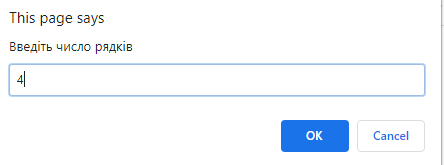 This page says
Введіть число рядків
4
OK
Cancel